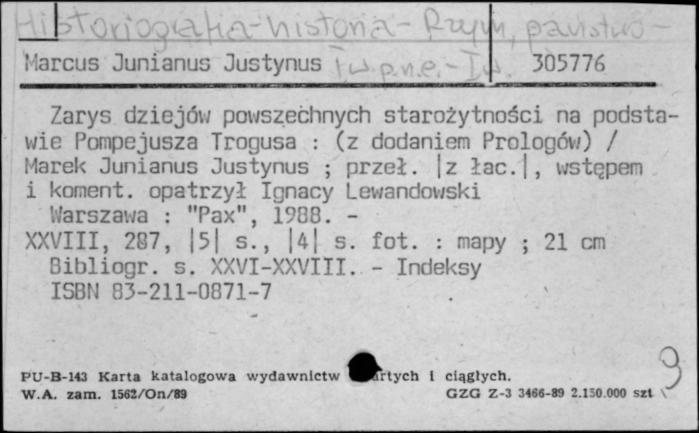 Historiografia - historia - Rzym, państwo -
Marcus Junianus Justynus I w. p.n.e. - I w. 305776
Zarys dziejów powszechnych starożytności na podsta-
wie Pompejusza Trogusa : (z dodaniem Prologów) /
Marek Junianus Justynus ; przeł. |z łac.|, wstępem
i koment. opatrzył Ignacy Lewandowski
Warszawa : "Pax", 1988. -
XXVIII, 287, |5| s., |4| s. fot. : mapy ; 21 cm
Bibliogr. s. XXVI-XXVIII. - Indeksy
ISBN 83-211-0871-7
PU-B-143 Karta katalogowa wydawnictw artych i ciągłych.
W.A. zam. 1562/On/89 GZG Z-3 3466-89 2.150.000 szt
9